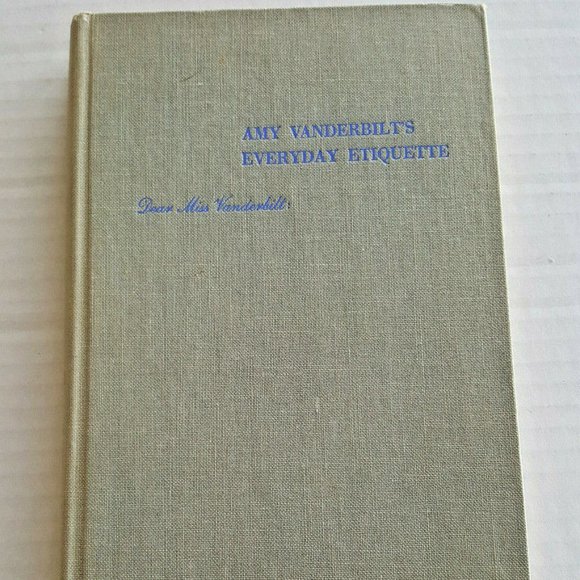 AMY VANDERBILT'S
EVERYDAY ETIQUETTE
Dear Miss Vanderbilt: